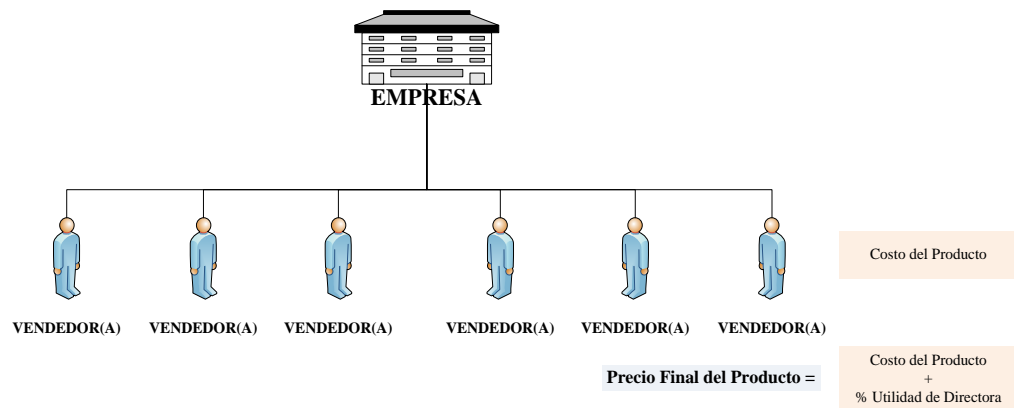 EMPRESA
Costo del Producto
VENDEDOR(A) VENDEDOR(A) VENDEDOR(A) VENDEDOR(A) VENDEDOR(A) VENDEDOR(A)
Precio Final del Producto =
Costo del Producto
+
% Utilidad de Directora